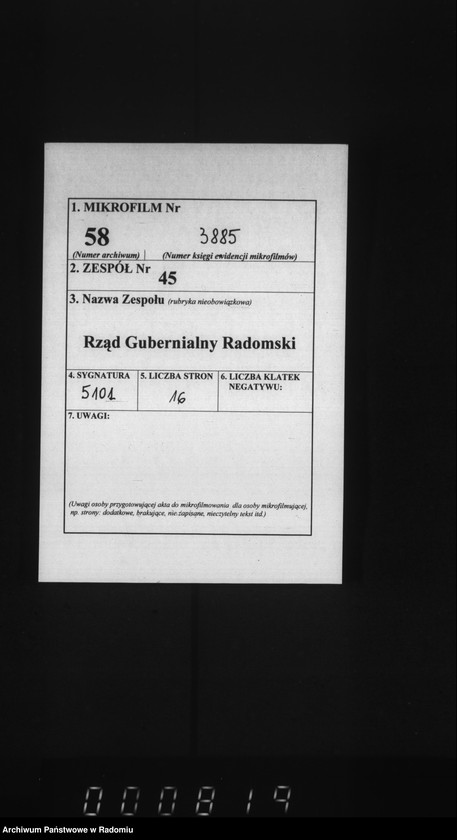 1. MIKROFILM Nr
58 3885
(Numer archiwum) (Numer księgi ewidencji mikrofilmów)
2. ZESPÓŁ Nr 45
3. Nazwa Zespołu (rubryka nieobowiązkowa)
Rząd Gubernialny Radomski
4. SYGNATURA 5. LICZBA STRON 6. LICZBA KLATEK
NEGATYWU:
5101 16
7. UWAGI:
(Uwagi osoby przygotowującej akta do mikrofilmowania dla osoby mikrofilmującej,
np. strony: dodatkowe, brakujące, nie zapisane, nieczytelny tekst itd.)
000819
Archiwum Państwowe w Radomiu